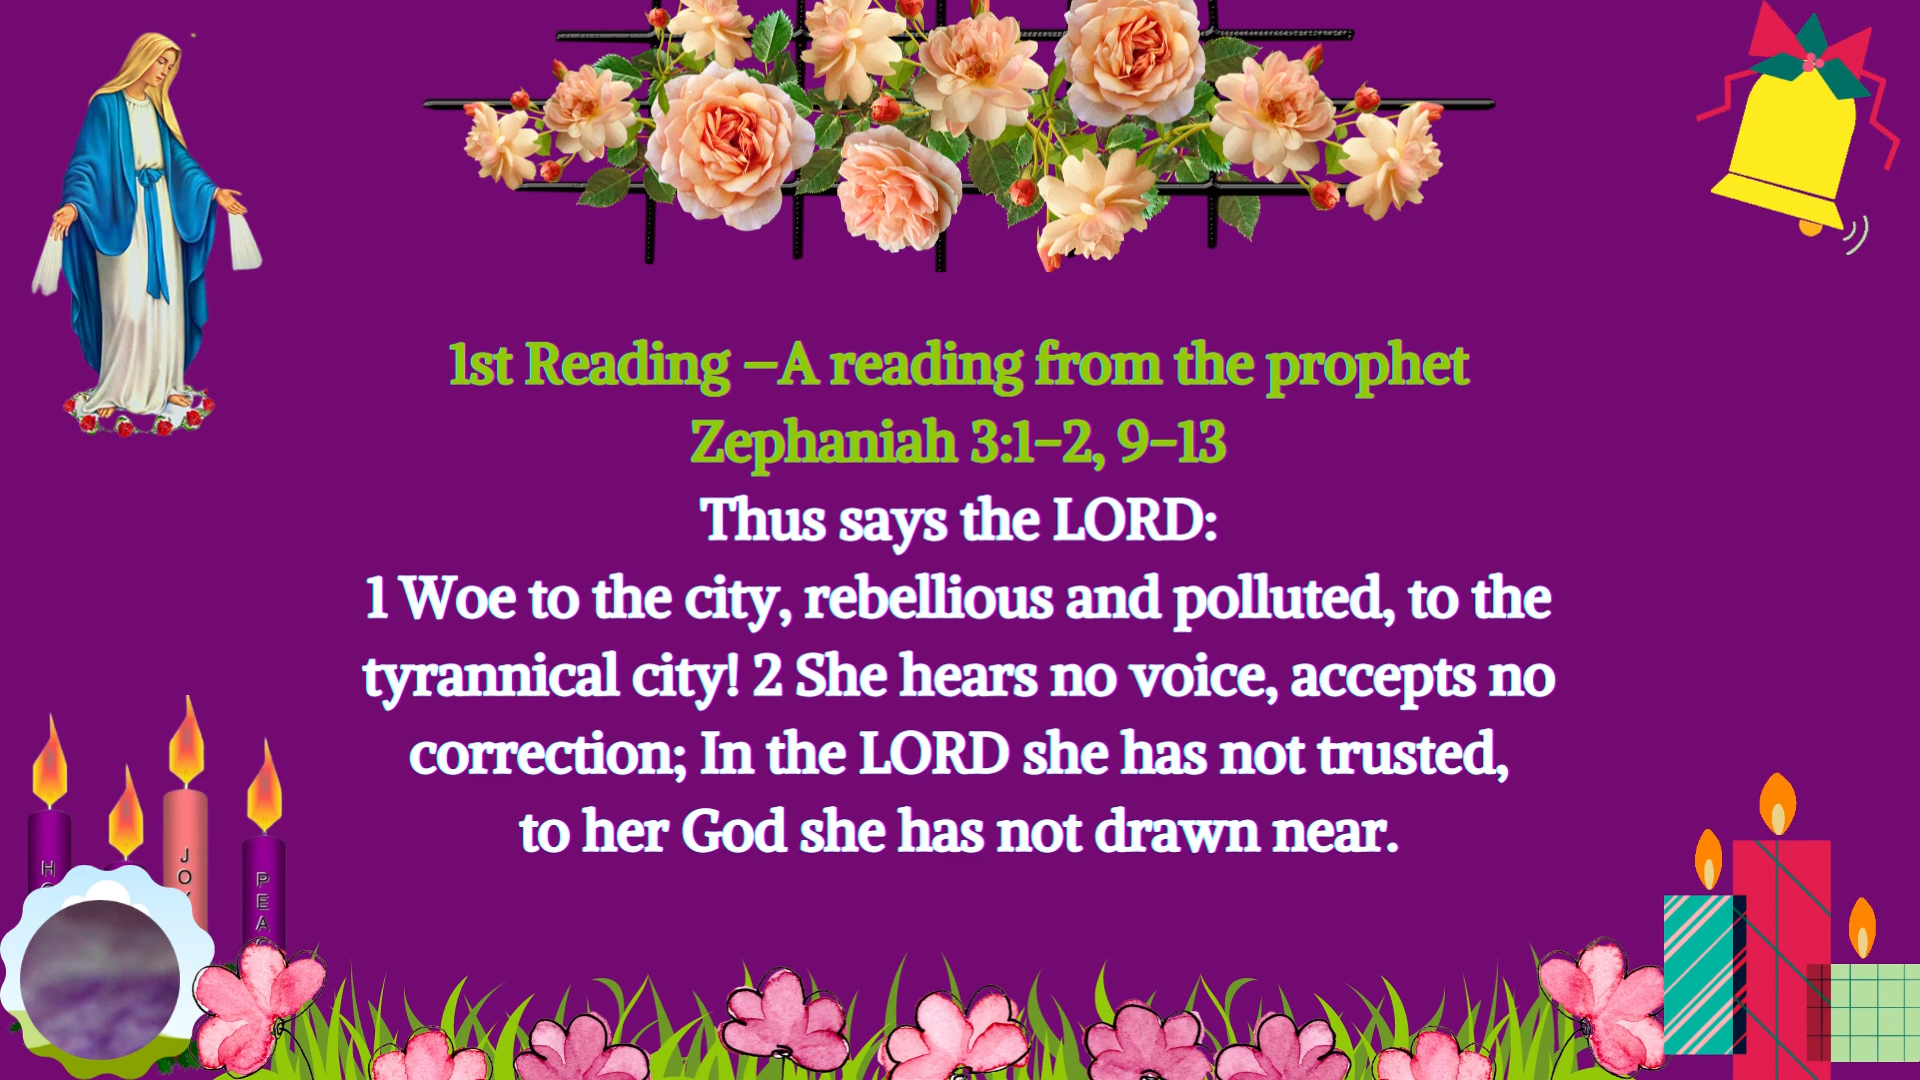 1st Reading –A reading from the prophet
Zephaniah 3:1-2, 9-13
Thus says the LORD:
1 Woe to the city, rebellious and polluted, to the
tyrannical city! 2 She hears no voice, accepts no
correction; In the LORD she has not trusted,
to her God she has not drawn near.